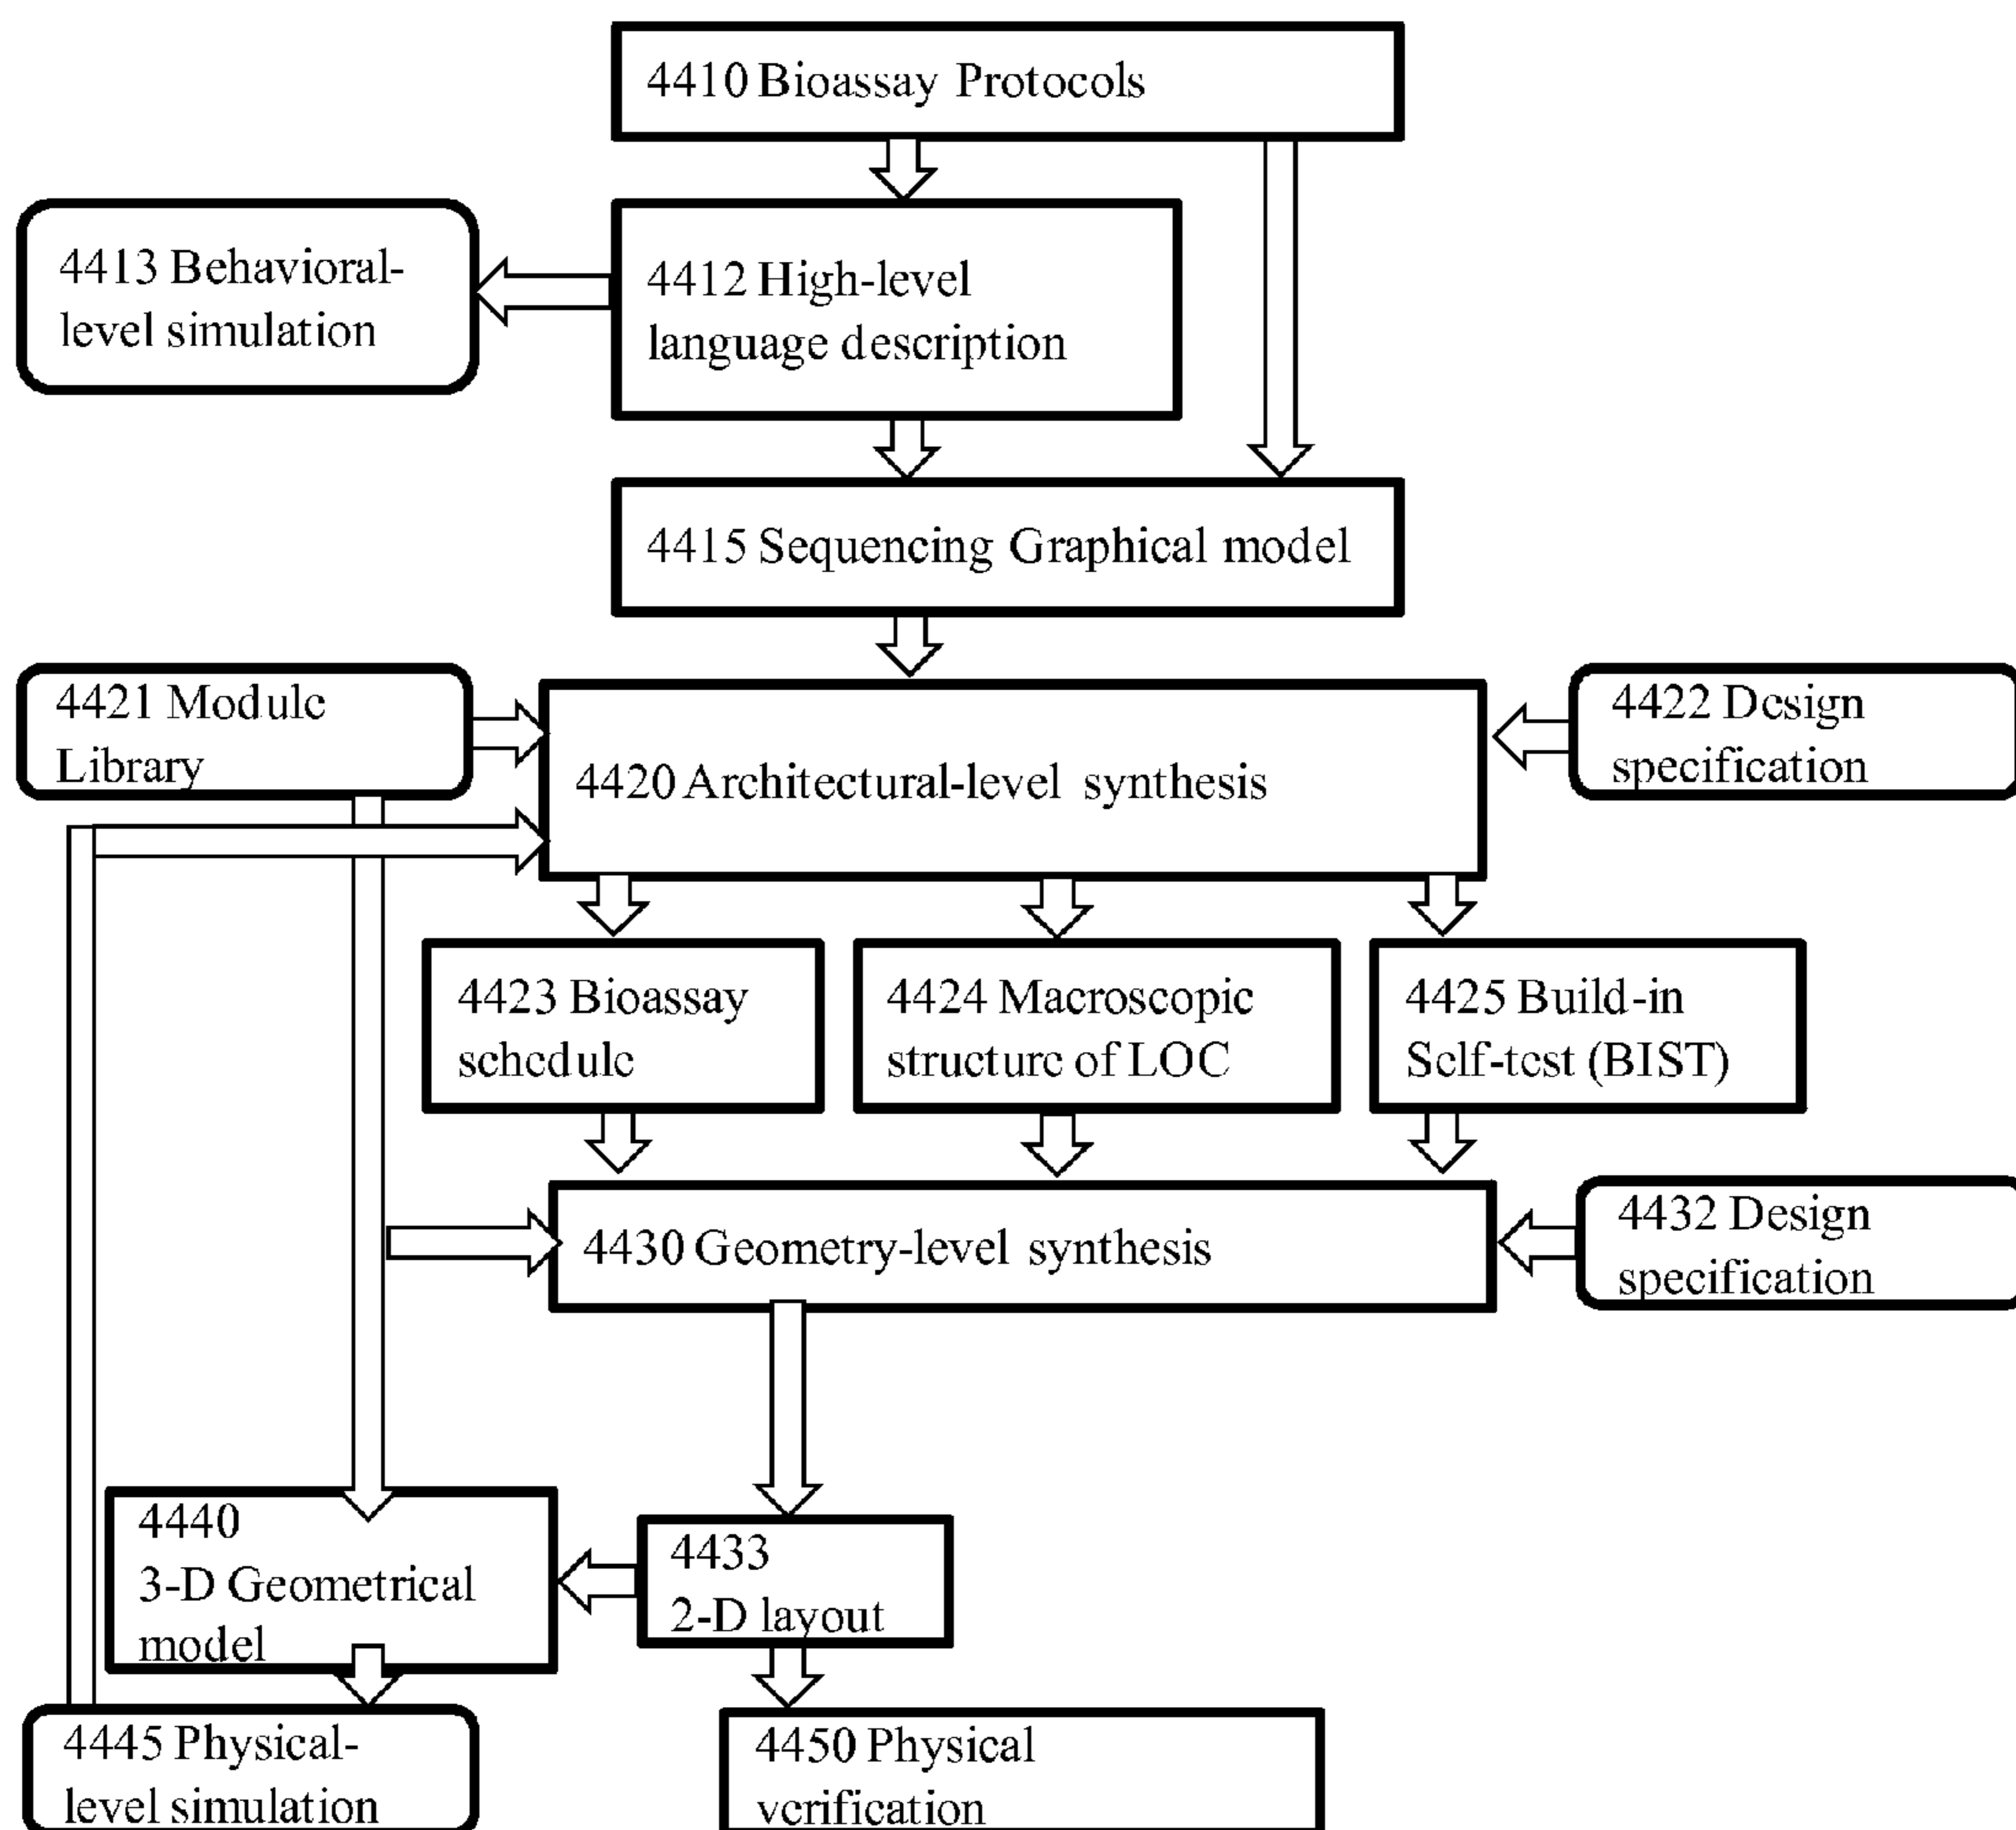 4410 Bioassay Protocols
4413 Behavioral-
level simulation
4412 High-level
language description
4415 Sequencing Graphical model
4421 Module
Library
4420 Architectural-level synthesis
4422 Design
specification
4423 Bioassay
schedule
4424 Macroscopic
structure of LOC
4425 Build-in
Self-test (BIST)
4430 Geometry-level synthesis
4432 Design
specification
4440
3-D Geometrical
model
4433
2-D layout
4445 Physical-
level simulation
4450 Physical
verification